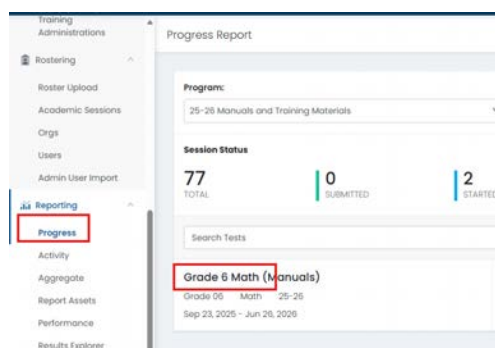 Training
Administrations
Rostering
Roster Upload
Academic Sessions
Orgs
Users
Admin User Import
Reporting
Progress
Activity
Aggregate
Report Assets
Performance
Results Explorer
Progress Report
Program:
25-26 Manuals and Training Materials
Session Status
77
TOTAL
0
SUBMITTED
2
STARTED
Search Tests
Grade 6 Math (Manuals)
Grade 06 Math 25-26
Sep 23, 2025 - Jun 26, 2026